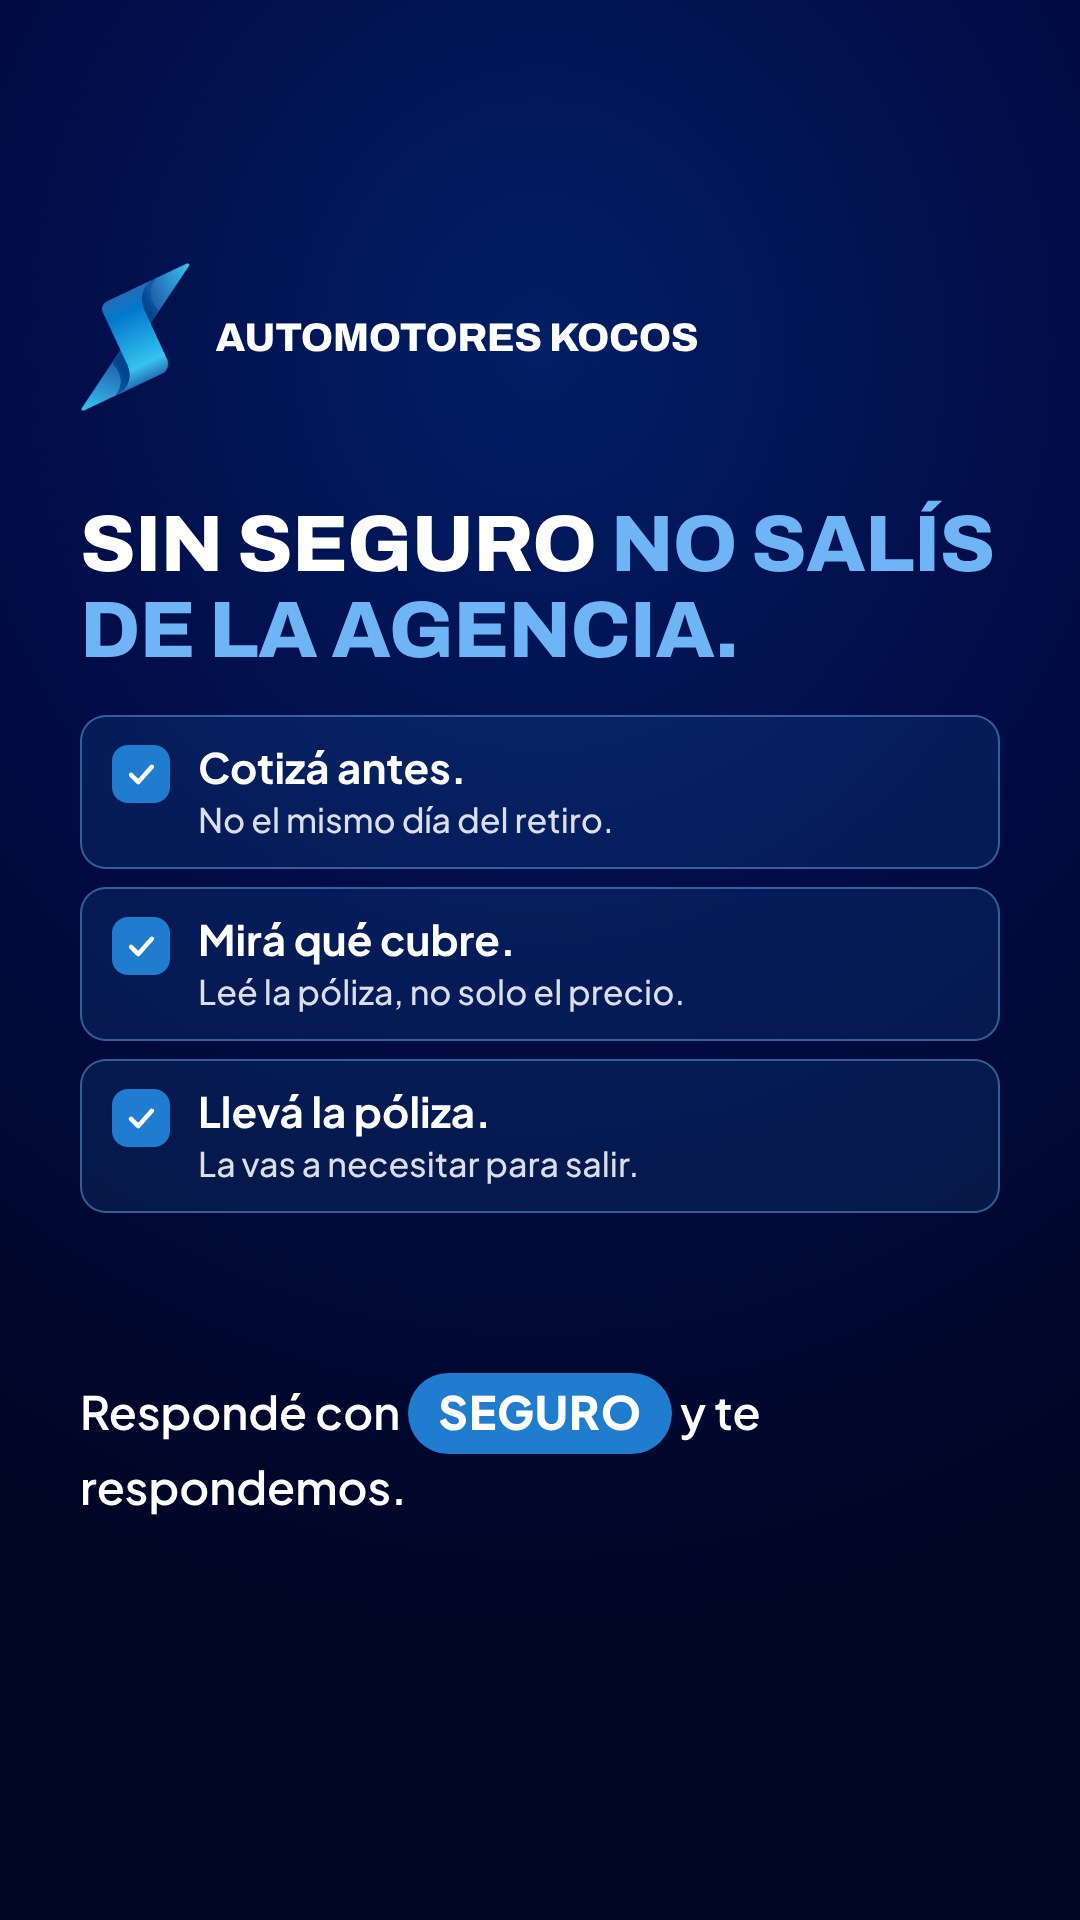 AUTOMOTORES KOCOS
SIN SEGURO NO SALÍS
DE LA AGENCIA.
Cotizá antes.
No el mismo día del retiro.
Mirá qué cubre.
Leé la póliza, no solo el precio.
Llevá la póliza.
La vas a necesitar para salir.
Respondé con SEGURO y te
respondemos.